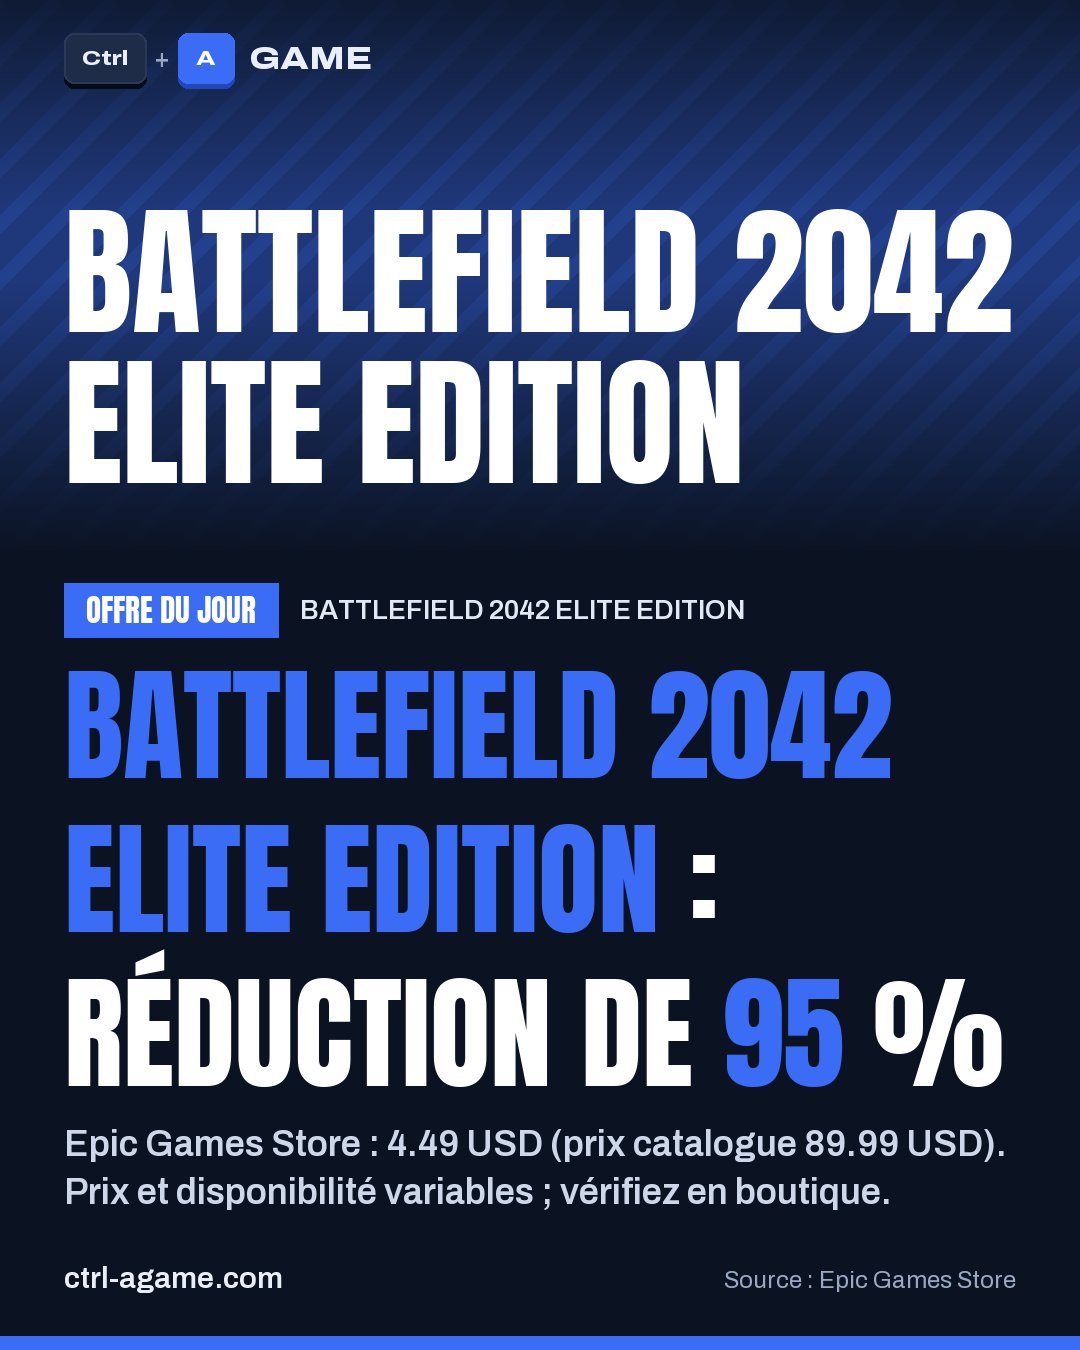 Ctrl + A GAME
BATTLEFIELD 2042
ELITE EDITION
OFFRE DU JOUR BATTLEFIELD 2042 ELITE EDITION
BATTLEFIELD 2042
ELITE EDITION :
RÉDUCTION DE 95 %
Epic Games Store : 4.49 USD (prix catalogue 89.99 USD).
Prix et disponibilité variables ; vérifiez en boutique.
ctrl-agame.com Source : Epic Games Store